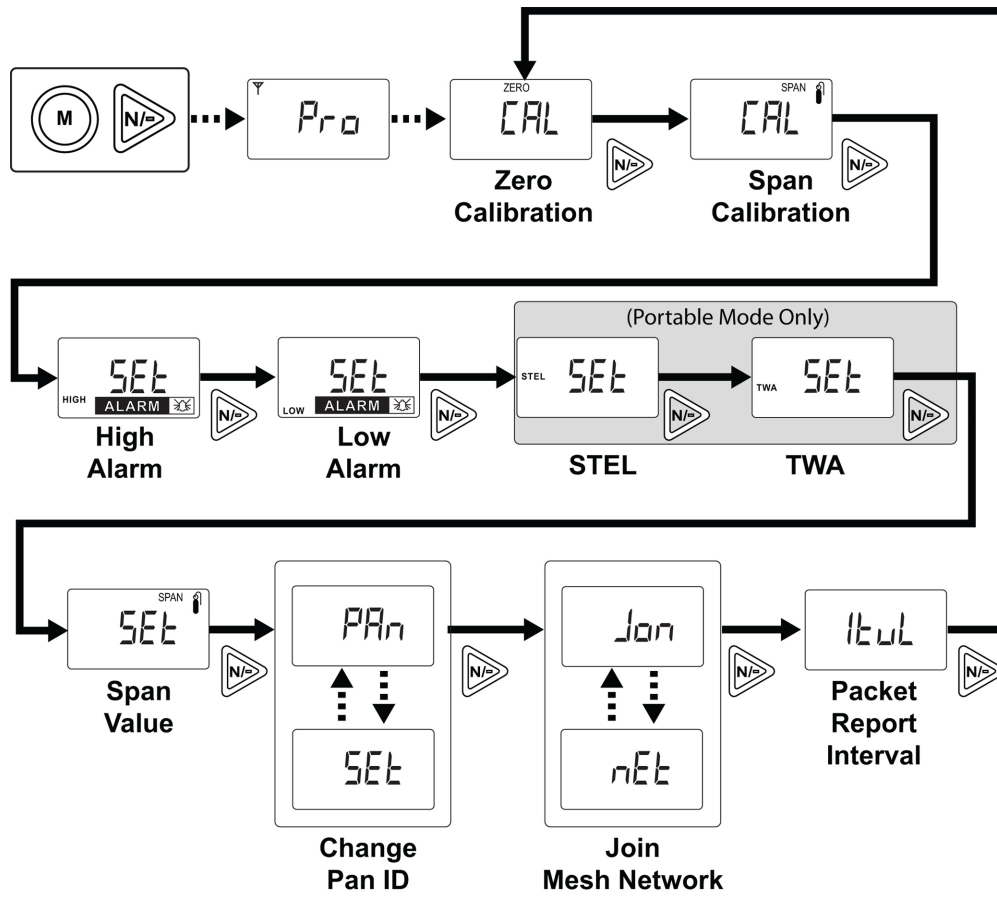 M
N/-
Pro
ZERO
CAL
N/-
Zero
Calibration
SPAN
CAL
N/-
Span
Calibration
(Portable Mode Only)
HIGH
SEt
ALARM
N/-
High
Alarm
LOW
SEt
ALARM
N/-
Low
Alarm
STEL
SEt
N/-
STEL
TWA
SEt
N/-
TWA
SPAN
SEt
N/-
Span
Value
PAn
SEt
N/-
Change
Pan ID
Jon
nEt
N/-
Join
Mesh Network
ItuL
N/-
Packet
Report
Interval